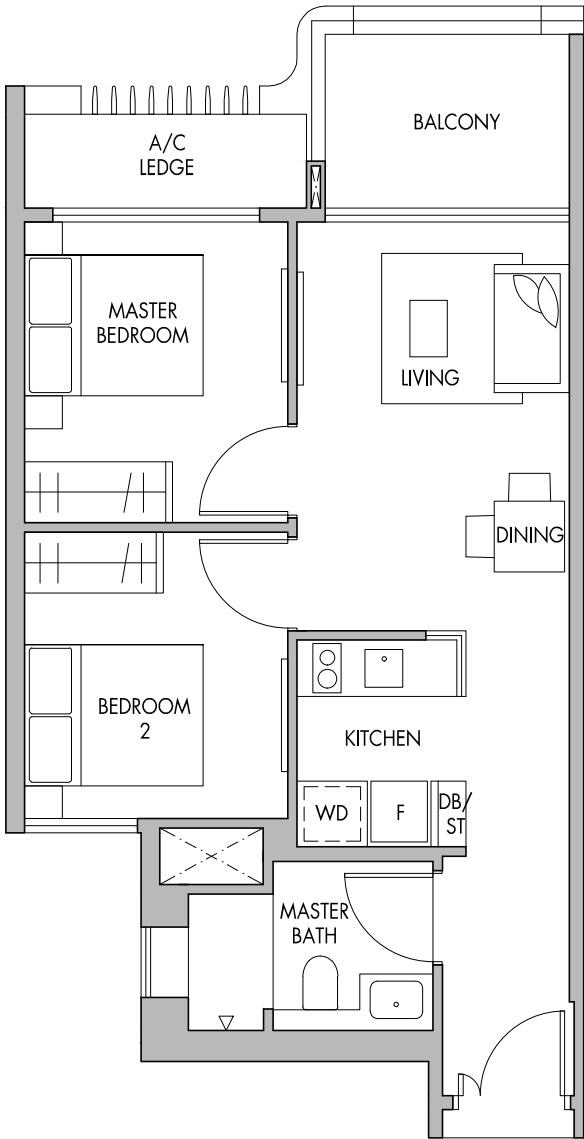 BALCONY
A/C
LEDGE
MASTER
BEDROOM
LIVING
DINING
BEDROOM
2
KITCHEN
WD
F
DB/
ST
MASTER
BATH